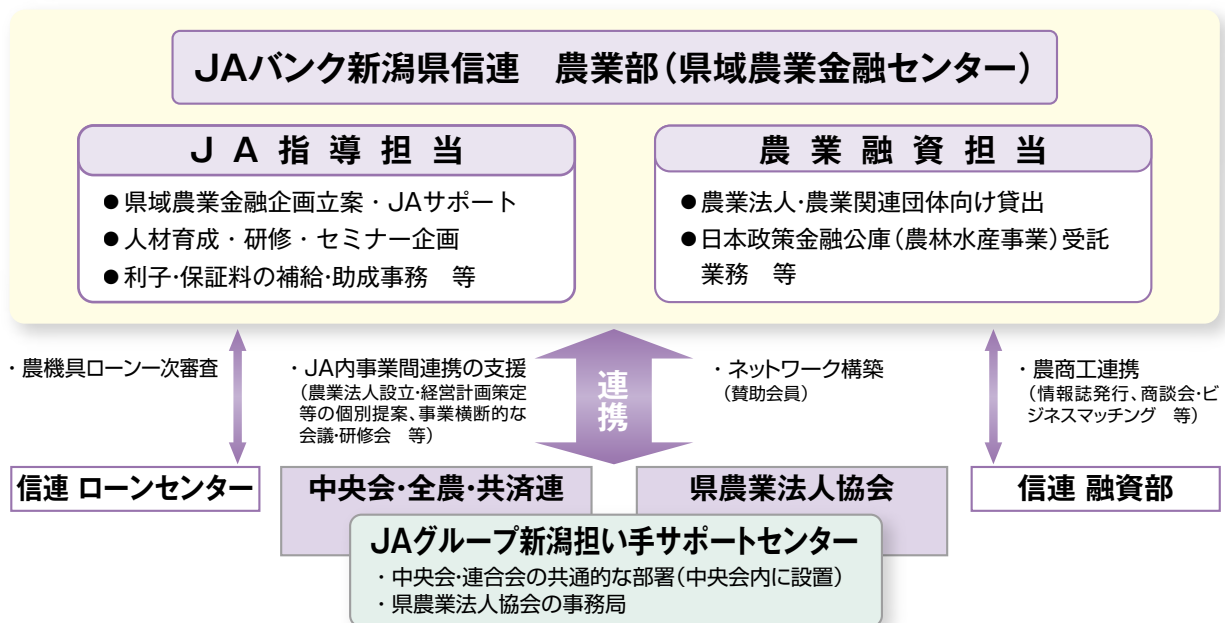 JAバンク新潟県信連　農業部（県域農業金融センター）
JA指導担当
●県域農業金融企画立案・JAサポート
●人材育成・研修・セミナー企画
●利子・保証料の補給・助成事務　等
農業融資担当
●農業法人・農業関連団体向け貸出
●日本政策金融公庫（農林水産事業）受託
業務　等
・農機具ローン一次審査
・JA内事業間連携の支援
（農業法人設立・経営計画策定
等の個別提案、事業横断的な
会議・研修会　等）
連携
・ネットワーク構築
（賛助会員）
・農商工連携
（情報誌発行、商談会・ビ
ジネスマッチング　等）
信連 ローンセンター
中央会・全農・共済連
県農業法人協会
信連 融資部
JAグループ新潟担い手サポートセンター
・中央会・連合会の共通的な部署（中央会内に設置）
・県農業法人協会の事務局